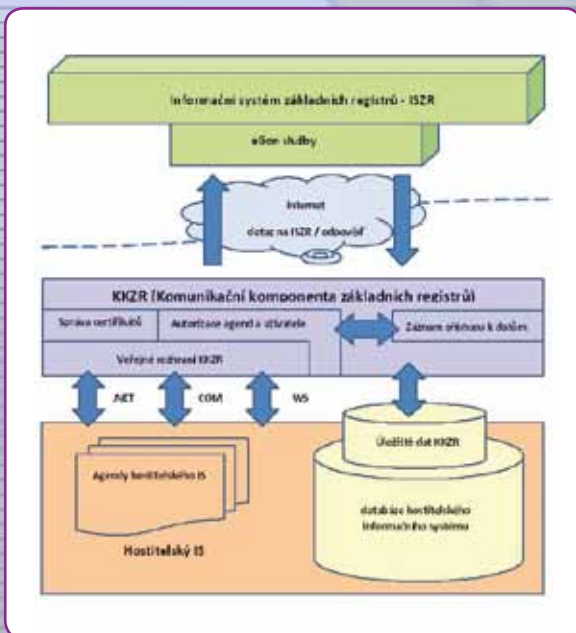 Informační systém základních registrů - ISZR
eGon služby
Internet
dotaz na ISZR / odpověď
KKZR (Komunikační komponenta základních registrů)
Správa certifikátů
Autorizace agend a uživatele
Záznam přístupu k datům
Veřejné rozhraní KKZR
.NET
COM
WS
Úložiště dat KKZR
Agendy hostitelského IS
databáze hostitelského
informačního systému
Hostitelský IS